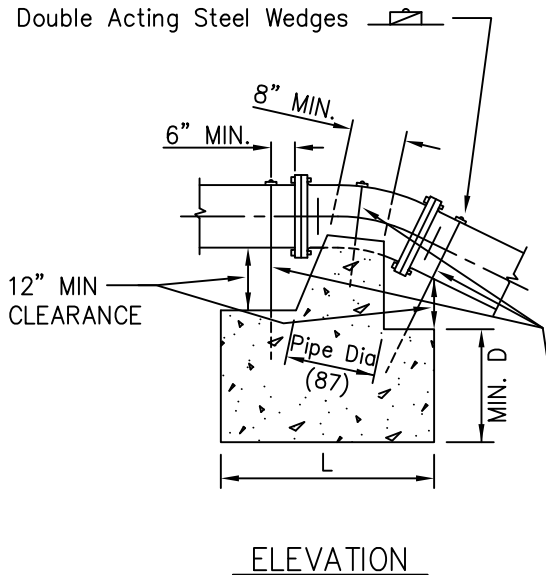 Double Acting Steel Wedges
8" MIN.
6" MIN.
12" MIN
CLEARANCE
Pipe Dia
(87)
MIN. D
L
ELEVATION